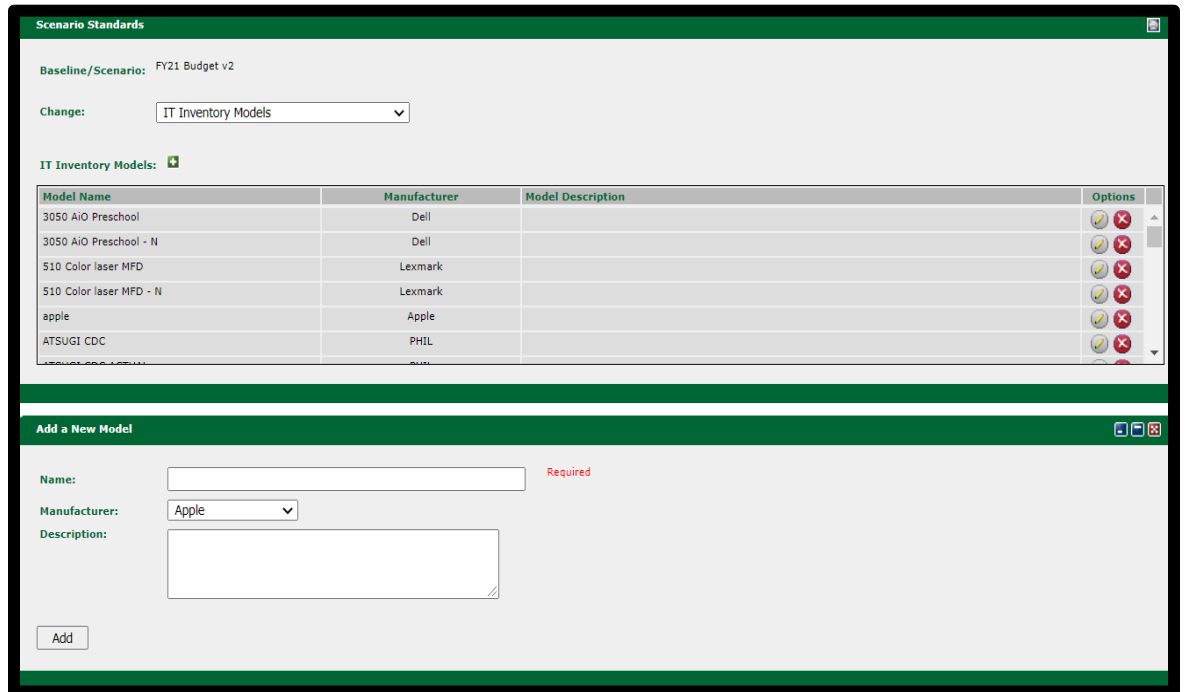 Scenario Standards
Baseline/Scenario: FY21 Budget v2
Change: IT Inventory Models
IT Inventory Models:
Model Name Manufacturer Model Description Options
3050 AiO Preschool Dell
3050 AiO Preschool - N Dell
510 Color laser MFD Lexmark
510 Color laser MFD - N Lexmark
apple Apple
ATSUGI CDC PHIL
Add a New Model
Name: Required
Manufacturer: Apple
Description:
Add